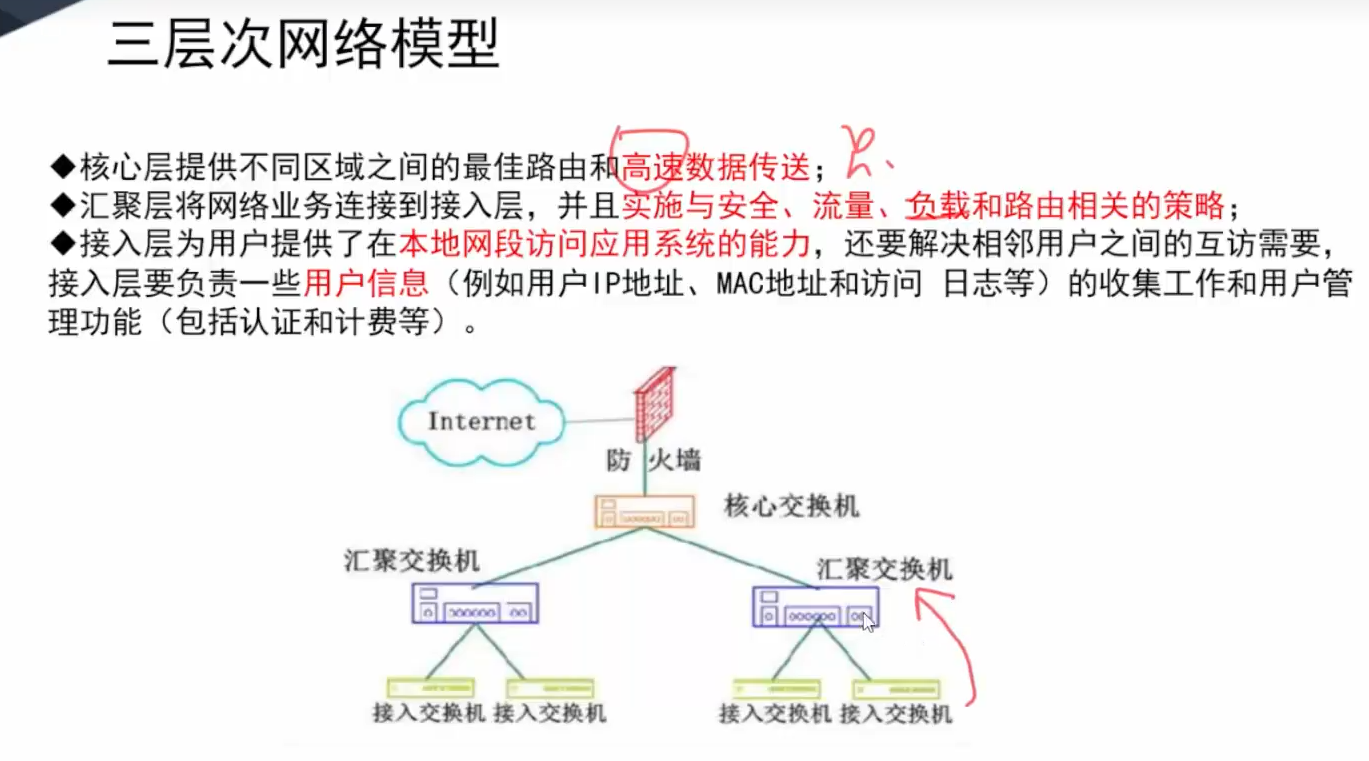 三层次网络模型
◆核心层提供不同区域之间的最佳路由和高速数据传送；
◆汇聚层将网络业务连接到接入层，并且实施与安全、流量、负载和路由相关的策略；
◆接入层为用户提供了在本地网段访问应用系统的能力，还要解决相邻用户之间的互访需要，
接入层要负责一些用户信息（例如用户IP地址、MAC地址和访问 日志等）的收集工作和用户管
理功能（包括认证和计费等）。
Internet
防 火墙
核心交换机
汇聚交换机
汇聚交换机
接入交换机 接入交换机
接入交换机 接入交换机